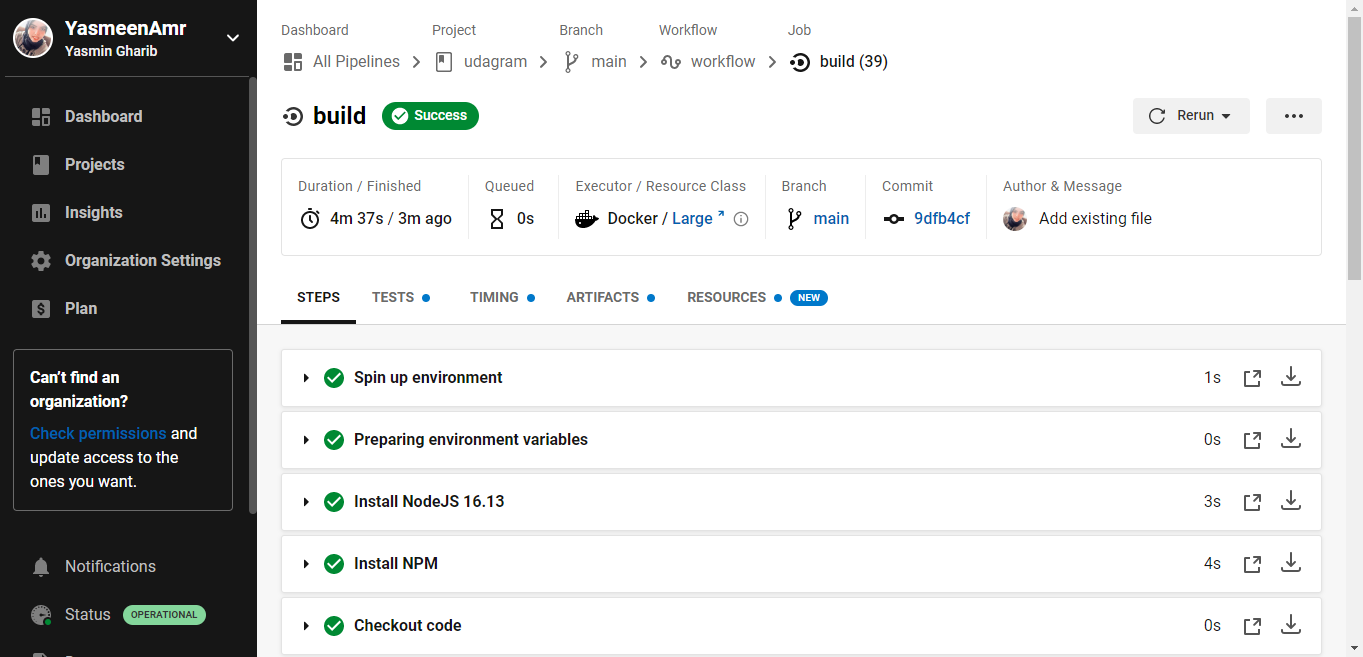 YasmeenAmr
Yasmin Gharib
Dashboard
Projects
Insights
Organization Settings
Plan
Can't find an
organization?
Check permissions and
update access to the
ones you want.
Notifications
Status OPERATIONAL
Dashboard Project Branch Workflow Job
All Pipelines udagram main workflow build (39)
build Success Rerun
Duration / Finished Queued Executor / Resource Class Branch Commit Author & Message
4m 37s / 3m ago 0s Docker / Large main 9dfb4cf Add existing file
STEPS TESTS TIMING ARTIFACTS RESOURCES NEW
Spin up environment 1s
Preparing environment variables 0s
Install NodeJS 16.13 3s
Install NPM 4s
Checkout code 0s